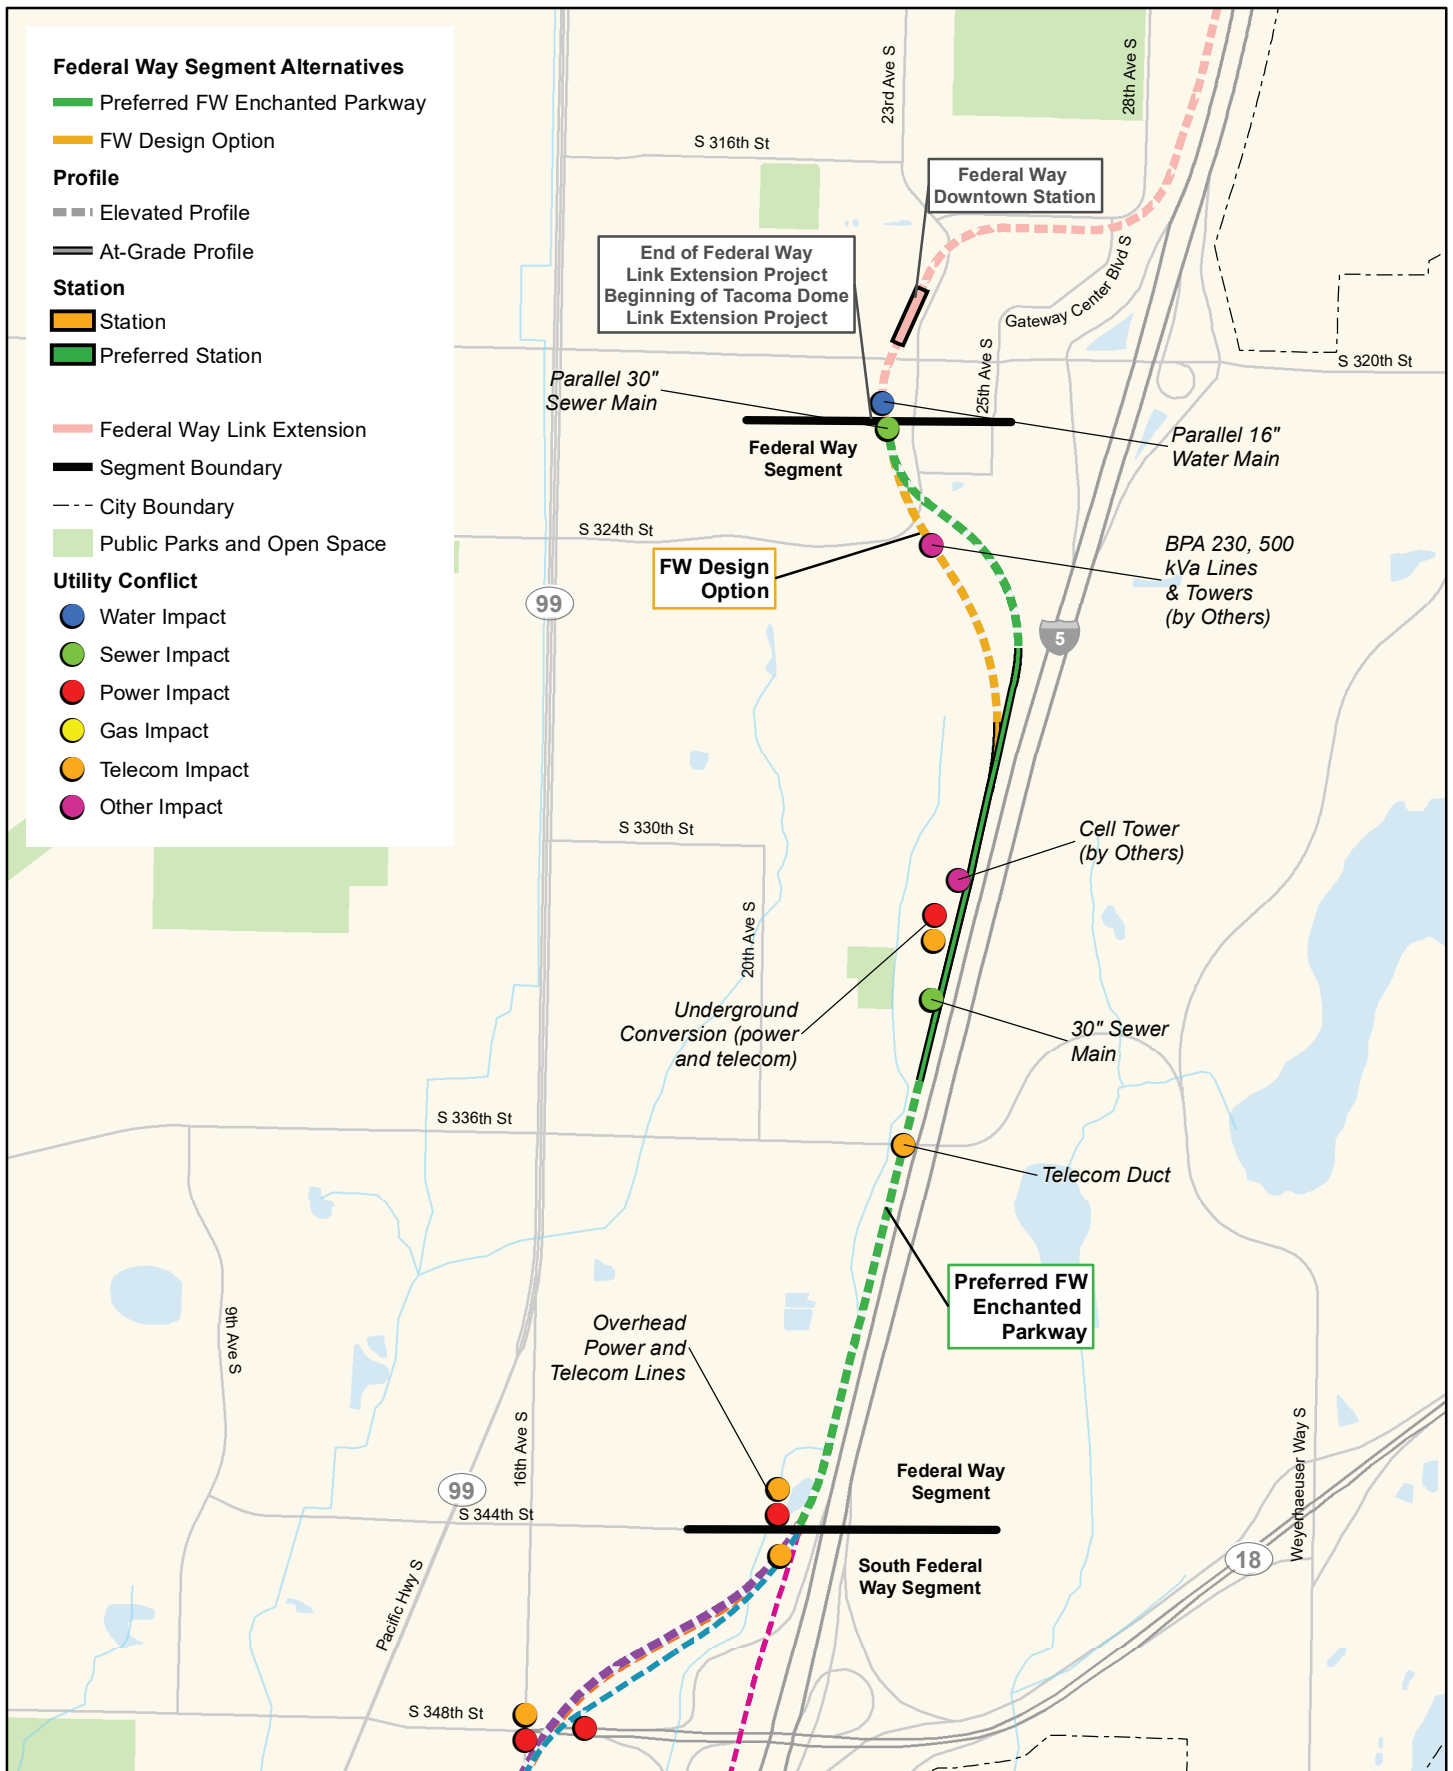 Federal Way Segment Alternatives
Preferred FW Enchanted Parkway
FW Design Option
Profile
Elevated Profile
At-Grade Profile
Station
Station
Preferred Station
Federal Way Link Extension
Segment Boundary
City Boundary
Public Parks and Open Space
Utility Conflict
Water Impact
Sewer Impact
Power Impact
Gas Impact
Telecom Impact
Other Impact
23rd Ave S
28th Ave S
S 316th St
Federal Way
Downtown Station
End of Federal Way
Link Extension Project
Beginning of Tacoma Dome
Link Extension Project
Gateway Center Blvd S
25th Ave S
S 320th St
Parallel 30"
Sewer Main
Parallel 16"
Water Main
Federal Way
Segment
S 324th St
FW Design
Option
BPA 230, 500
kVa Lines
& Towers
(by Others)
99
5
S 330th St
Cell Tower
(by Others)
20th Ave S
Underground
Conversion (power
and telecom)
30" Sewer
Main
S 336th St
Telecom Duct
Preferred FW
Enchanted
Parkway
9th Ave S
Overhead
Power and
Telecom Lines
16th Ave S
99
S 344th St
Federal Way
Segment
South Federal
Way Segment
Weyerhaeuser Way S
18
Pacific Hwy S
S 348th St